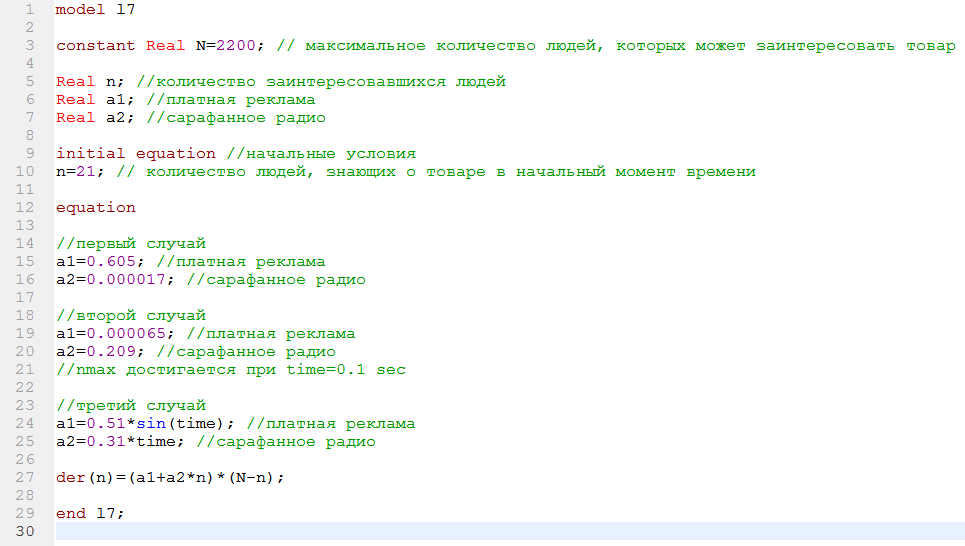 1 model l7
2
3 constant Real N=2200; // максимальное количество людей, которых может заинтересовать товар
4
5 Real n; //количество заинтересовавшихся людей
6 Real a1; //платная реклама
7 Real a2; //сарафанное радио
8
9 initial equation //начальные условия
10 n=21; // количество людей, знающих о товаре в начальный момент времени
11
12 equation
13
14 //первый случай
15 a1=0.605; //платная реклама
16 a2=0.000017; //сарафанное радио
17
18 //второй случай
19 a1=0.000065; //платная реклама
20 a2=0.209; //сарафанное радио
21 //nmax достигается при time=0.1 sec
22
23 //третий случай
24 a1=0.51*sin(time); //платная реклама
25 a2=0.31*time; //сарафанное радио
26
27 der(n)=(a1+a2*n)*(N-n);
28
29 end l7;
30